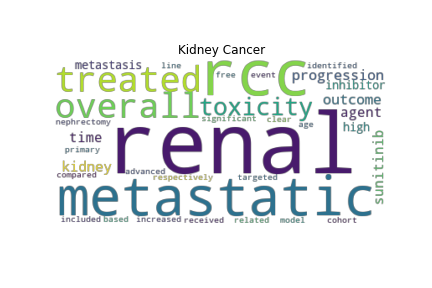 Kidney Cancer
metastasis line rcc identified
treated free event progression
inhibitor
overall toxicity outcome
significant clear agent
nephrectomy renal age high
time
primary
kidney sunitinib
compared advanced respectively targeted
metastatic
included based increased received related model cohort